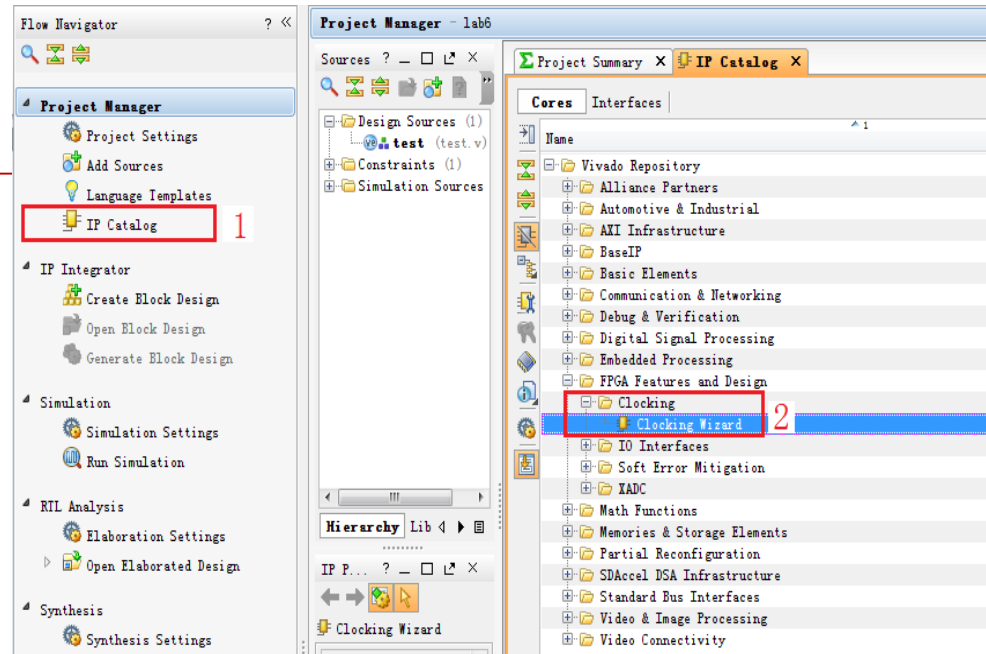 Flow Navigator ? «
Project Manager
Project Settings
Add Sources
Language Templates
IP Catalog 1
IP Integrator
Create Block Design
Open Block Design
Generate Block Design
Simulation
Simulation Settings
Run Simulation
RTL Analysis
Elaboration Settings
Open Elaborated Design
Synthesis
Synthesis Settings
Project Manager - lab6
Sources ?
Design Sources (1)
test (test.v)
Constraints (1)
Simulation Sources
Hierarchy Lib
IP P... ?
Clocking Wizard
Σ Project Summary X IP Catalog X
Cores Interfaces
Name 1
Vivado Repository
Alliance Partners
Automotive & Industrial
AXI Infrastructure
BaseIP
Basic Elements
Communication & Networking
Debug & Verification
Digital Signal Processing
Embedded Processing
FPGA Features and Design
Clocking
Clocking Wizard 2
IO Interfaces
Soft Error Mitigation
XADC
Math Functions
Memories & Storage Elements
Partial Reconfiguration
SDAccel DSA Infrastructure
Standard Bus Interfaces
Video & Image Processing
Video Connectivity